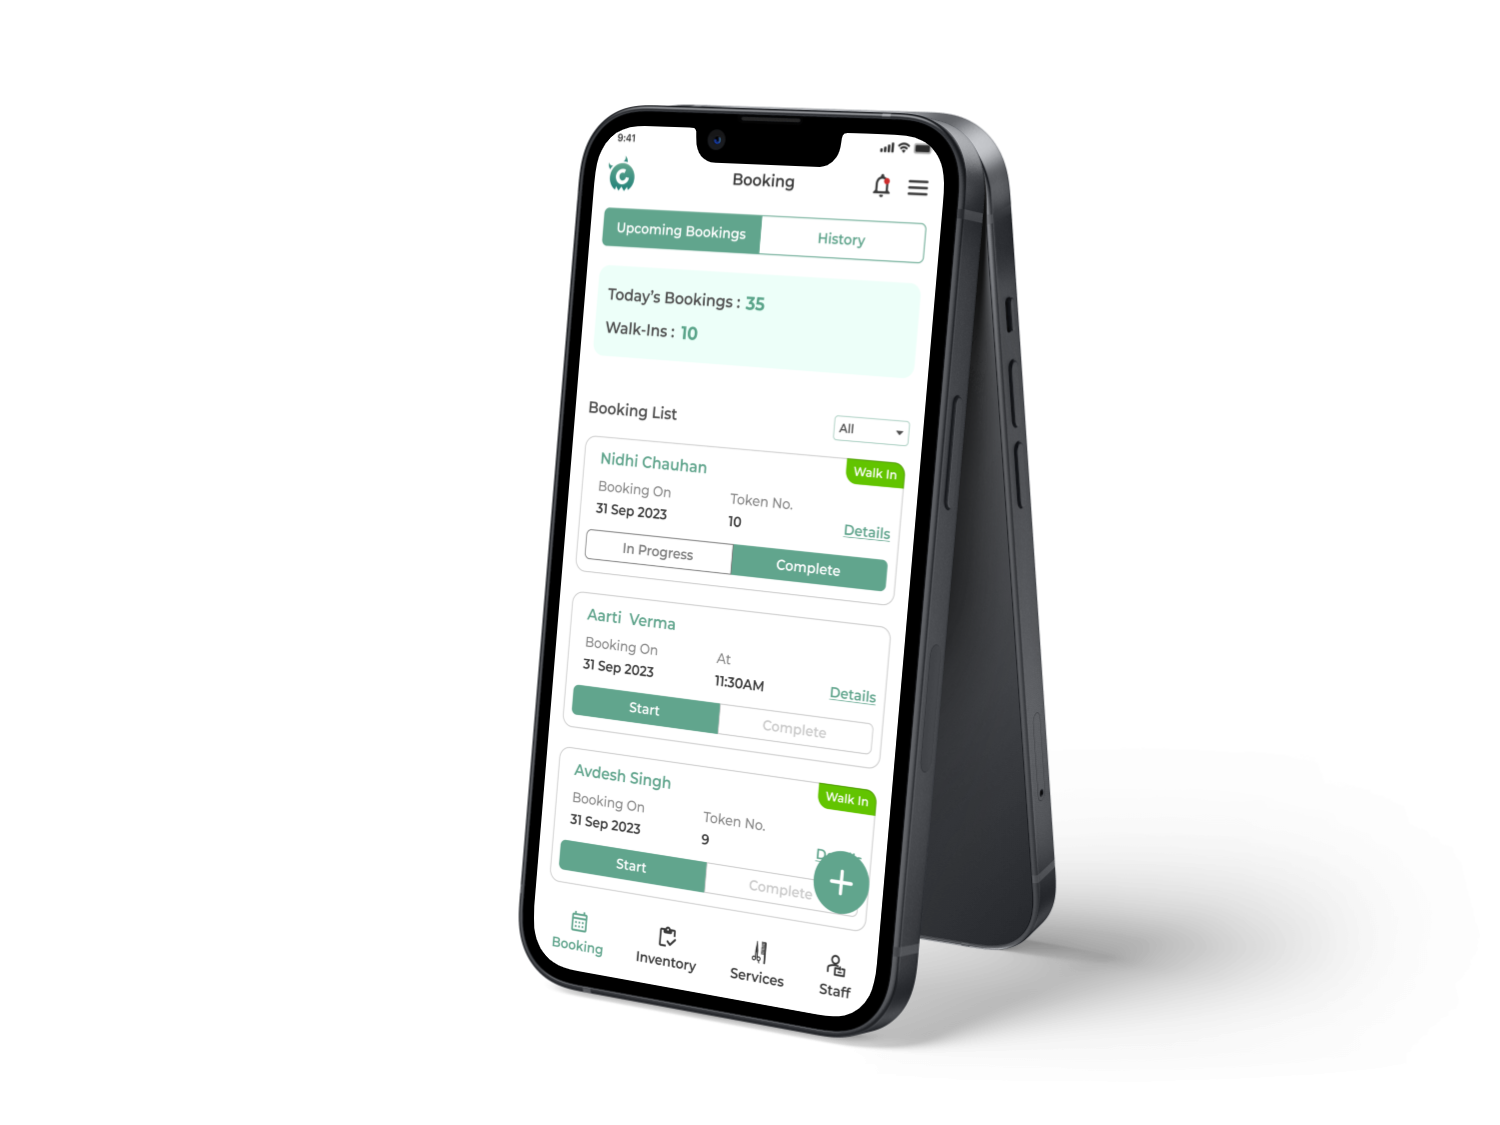 9:41
Booking
Upcoming Bookings
History
Today's Bookings : 35
Walk-Ins : 10
Booking List
All
Nidhi Chauhan
Walk In
Booking On
Token No.
31 Sep 2023
10
Details
In Progress
Complete
Aarti Verma
Booking On
At
31 Sep 2023
11:30AM
Details
Start
Complete
Avdesh Singh
Walk In
Booking On
Token No.
31 Sep 2023
9
Start
Complete
Booking
Inventory
Services
Staff